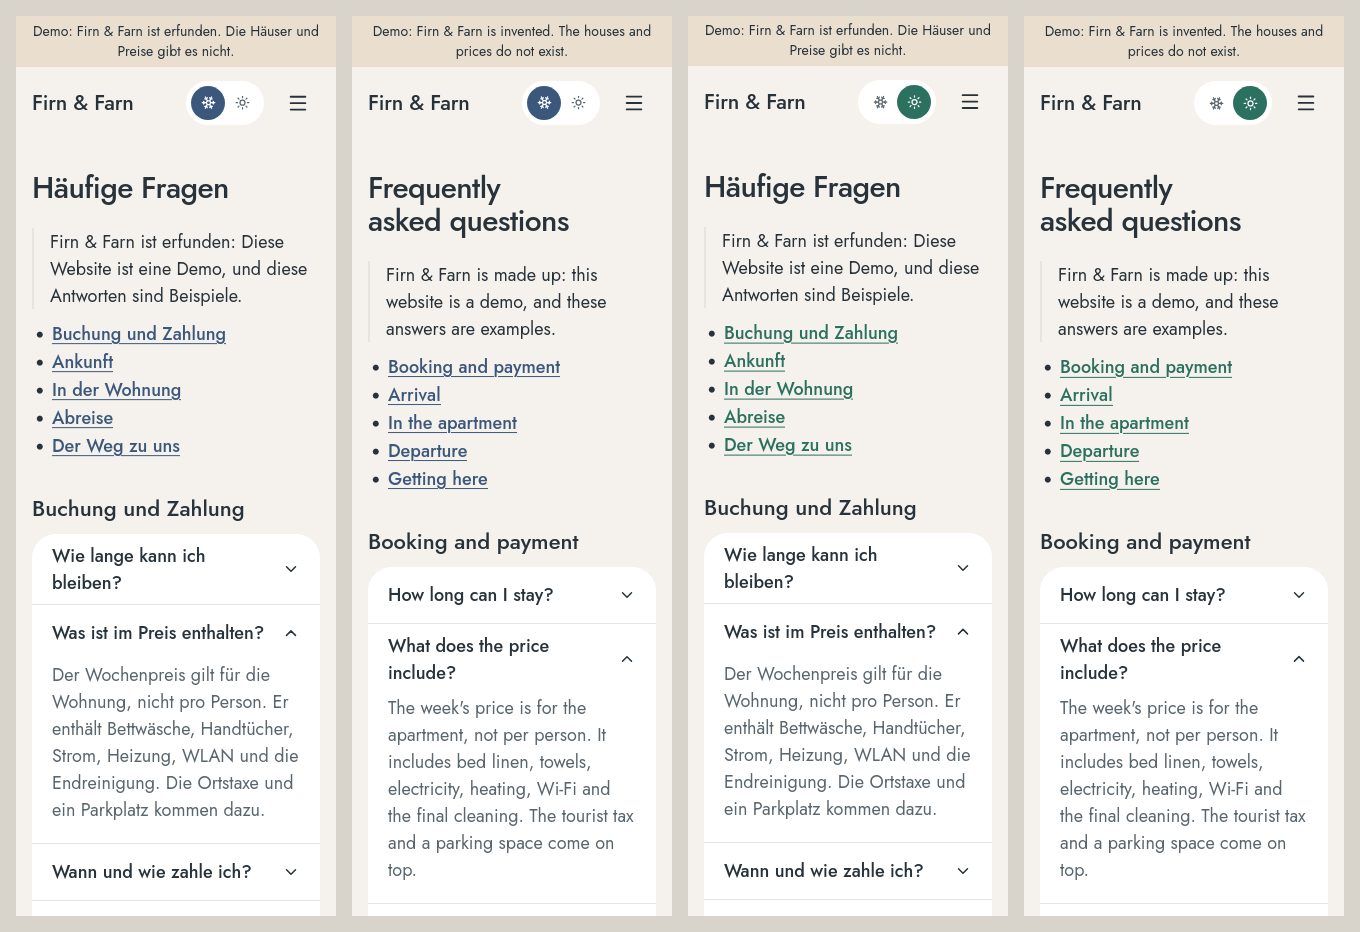 Demo: Firn & Farn ist erfunden. Die Häuser und
Preise gibt es nicht.
Firn & Farn
Häufige Fragen
Firn & Farn ist erfunden: Diese
Website ist eine Demo, und diese
Antworten sind Beispiele.
Buchung und Zahlung
Ankunft
In der Wohnung
Abreise
Der Weg zu uns
Buchung und Zahlung
Wie lange kann ich
bleiben?
Was ist im Preis enthalten?
Der Wochenpreis gilt für die
Wohnung, nicht pro Person. Er
enthält Bettwäsche, Handtücher,
Strom, Heizung, WLAN und die
Endreinigung. Die Ortstaxe und
ein Parkplatz kommen dazu.
Wann und wie zahle ich?
Demo: Firn & Farn is invented. The houses and
prices do not exist.
Firn & Farn
Frequently
asked questions
Firn & Farn is made up: this
website is a demo, and these
answers are examples.
Booking and payment
Arrival
In the apartment
Departure
Getting here
Booking and payment
How long can I stay?
What does the price
include?
The week's price is for the
apartment, not per person. It
includes bed linen, towels,
electricity, heating, Wi-Fi and
the final cleaning. The tourist tax
and a parking space come on
top.
Demo: Firn & Farn ist erfunden. Die Häuser und
Preise gibt es nicht.
Firn & Farn
Häufige Fragen
Firn & Farn ist erfunden: Diese
Website ist eine Demo, und diese
Antworten sind Beispiele.
Buchung und Zahlung
Ankunft
In der Wohnung
Abreise
Der Weg zu uns
Buchung und Zahlung
Wie lange kann ich
bleiben?
Was ist im Preis enthalten?
Der Wochenpreis gilt für die
Wohnung, nicht pro Person. Er
enthält Bettwäsche, Handtücher,
Strom, Heizung, WLAN und die
Endreinigung. Die Ortstaxe und
ein Parkplatz kommen dazu.
Wann und wie zahle ich?
Demo: Firn & Farn is invented. The houses and
prices do not exist.
Firn & Farn
Frequently
asked questions
Firn & Farn is made up: this
website is a demo, and these
answers are examples.
Booking and payment
Arrival
In the apartment
Departure
Getting here
Booking and payment
How long can I stay?
What does the price
include?
The week's price is for the
apartment, not per person. It
includes bed linen, towels,
electricity, heating, Wi-Fi and
the final cleaning. The tourist tax
and a parking space come on
top.